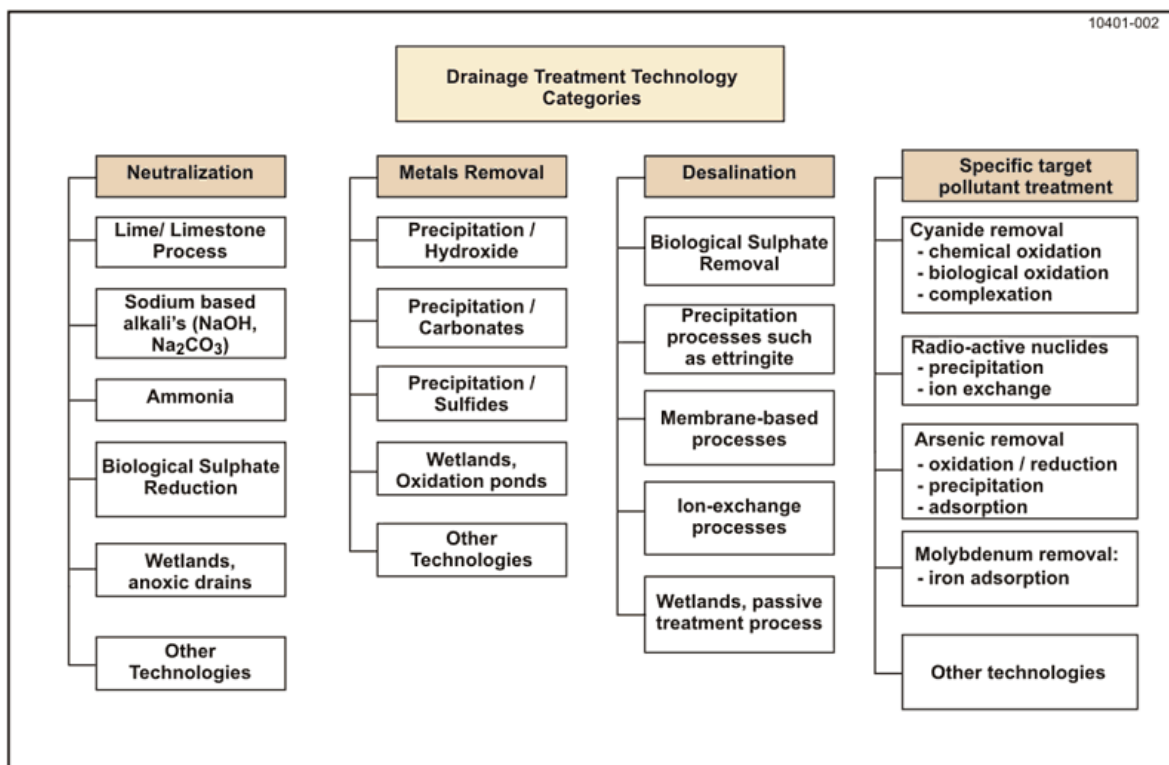 10401-002
Drainage Treatment Technology
Categories
Neutralization
Lime/ Limestone
Process
Sodium based
alkali's (NaOH,
Na₂CO₃)
Ammonia
Biological Sulphate
Reduction
Wetlands,
anoxic drains
Other
Technologies
Metals Removal
Precipitation /
Hydroxide
Precipitation /
Carbonates
Precipitation /
Sulfides
Wetlands,
Oxidation ponds
Other
Technologies
Desalination
Biological Sulphate
Removal
Precipitation
processes such
as ettringite
Membrane-based
processes
Ion-exchange
processes
Wetlands, passive
treatment process
Specific target
pollutant treatment
Cyanide removal
- chemical oxidation
- biological oxidation
- complexation
Radio-active nuclides
- precipitation
- ion exchange
Arsenic removal
- oxidation / reduction
- precipitation
- adsorption
Molybdenum removal:
- iron adsorption
Other technologies